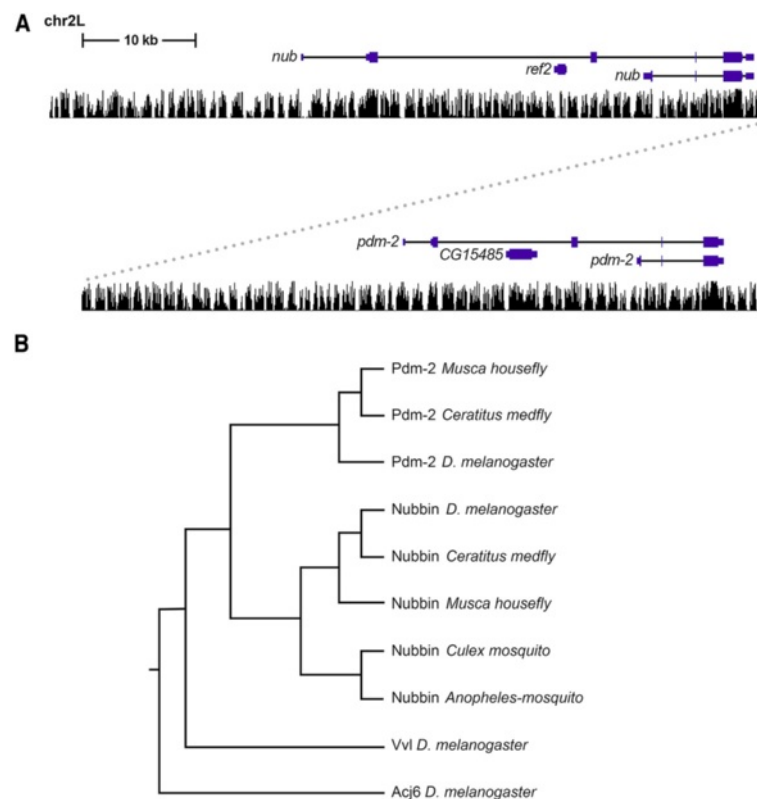 A
chr2L
10 kb
nub
ref2
nub
pdm-2
CG15485
pdm-2
B
Pdm-2 Musca housefly
Pdm-2 Ceratitus medfly
Pdm-2 D. melanogaster
Nubbin D. melanogaster
Nubbin Ceratitus medfly
Nubbin Musca housefly
Nubbin Culex mosquito
Nubbin Anopheles-mosquito
Vvl D. melanogaster
Acj6 D. melanogaster